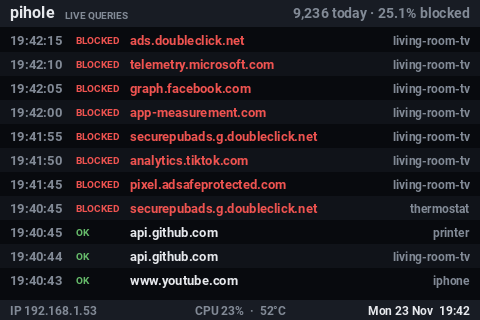 pihole LIVE QUERIES 9,236 today · 25.1% blocked
19:42:15 BLOCKED ads.doubleclick.net living-room-tv
19:42:10 BLOCKED telemetry.microsoft.com living-room-tv
19:42:05 BLOCKED graph.facebook.com living-room-tv
19:42:00 BLOCKED app-measurement.com living-room-tv
19:41:55 BLOCKED securepubads.g.doubleclick.net living-room-tv
19:41:50 BLOCKED analytics.tiktok.com living-room-tv
19:41:45 BLOCKED pixel.adsafeprotected.com living-room-tv
19:40:45 BLOCKED securepubads.g.doubleclick.net thermostat
19:40:45 OK api.github.com printer
19:40:44 OK api.github.com living-room-tv
19:40:43 OK www.youtube.com iphone
IP 192.168.1.53 CPU 23% · 52°C Mon 23 Nov 19:42